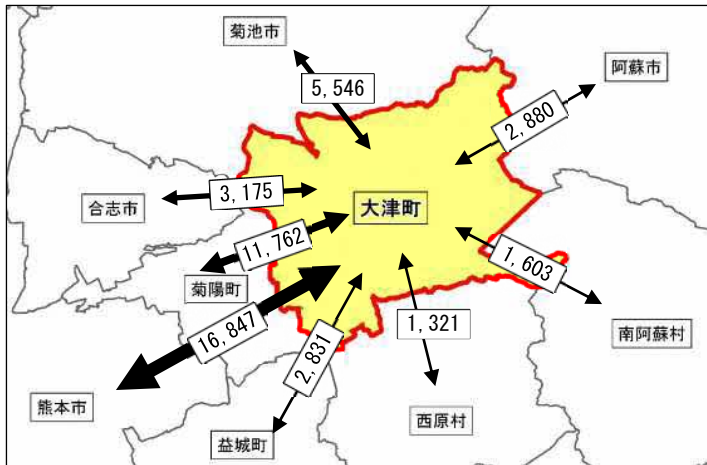 菊池市
阿蘇市
5,546
2,880
合志市
3,175
大津町
11,762
菊陽町
1,603
16,847
1,321
南阿蘇村
2,831
熊本市
西原村
益城町